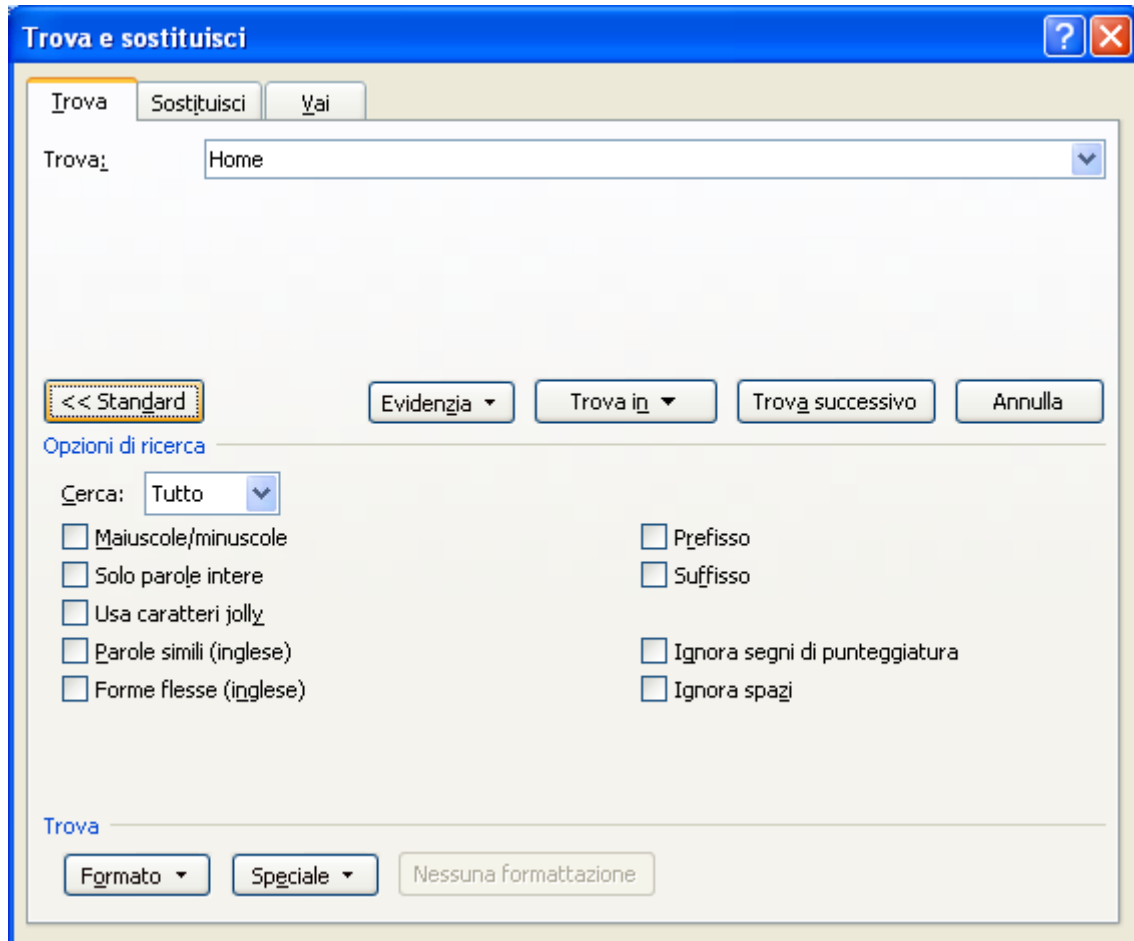 Trova e sostituisci
Trova Sostituisci Vai
Trova: Home
<< Standard Evidenzia Trova in Trova successivo Annulla
Opzioni di ricerca
Cerca: Tutto
Maiuscole/minuscole Prefisso
Solo parole intere Suffisso
Usa caratteri jolly
Parole simili (inglese) Ignora segni di punteggiatura
Forme flesse (inglese) Ignora spazi
Trova
Formato Speciale Nessuna formattazione